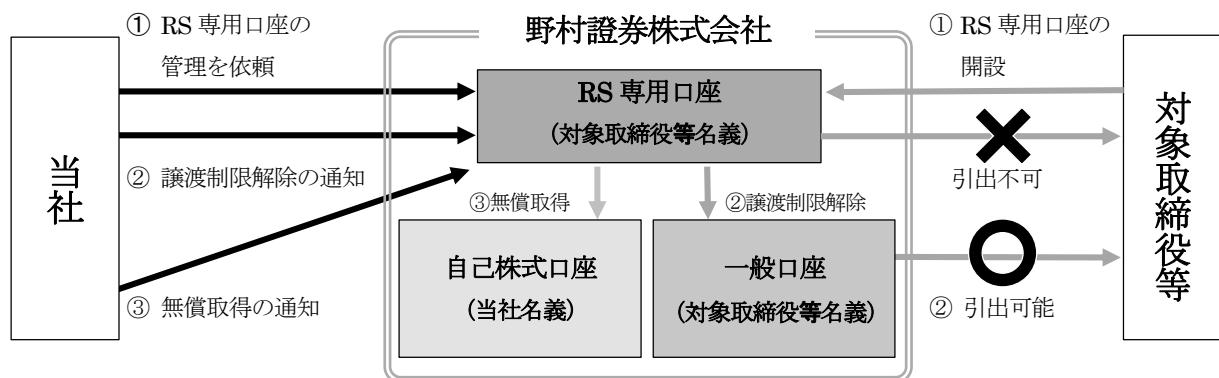 ① RS 専用口座の
管理を依頼
② 譲渡制限解除の通知
③ 無償取得の通知
当社
野村證券株式会社
RS 専用口座
(対象取締役等名義)
③無償取得
②譲渡制限解除
自己株式口座
(当社名義)
一般口座
(対象取締役等名義)
① RS 専用口座の
開設
引出不可
② 引出可能
対象取締役等